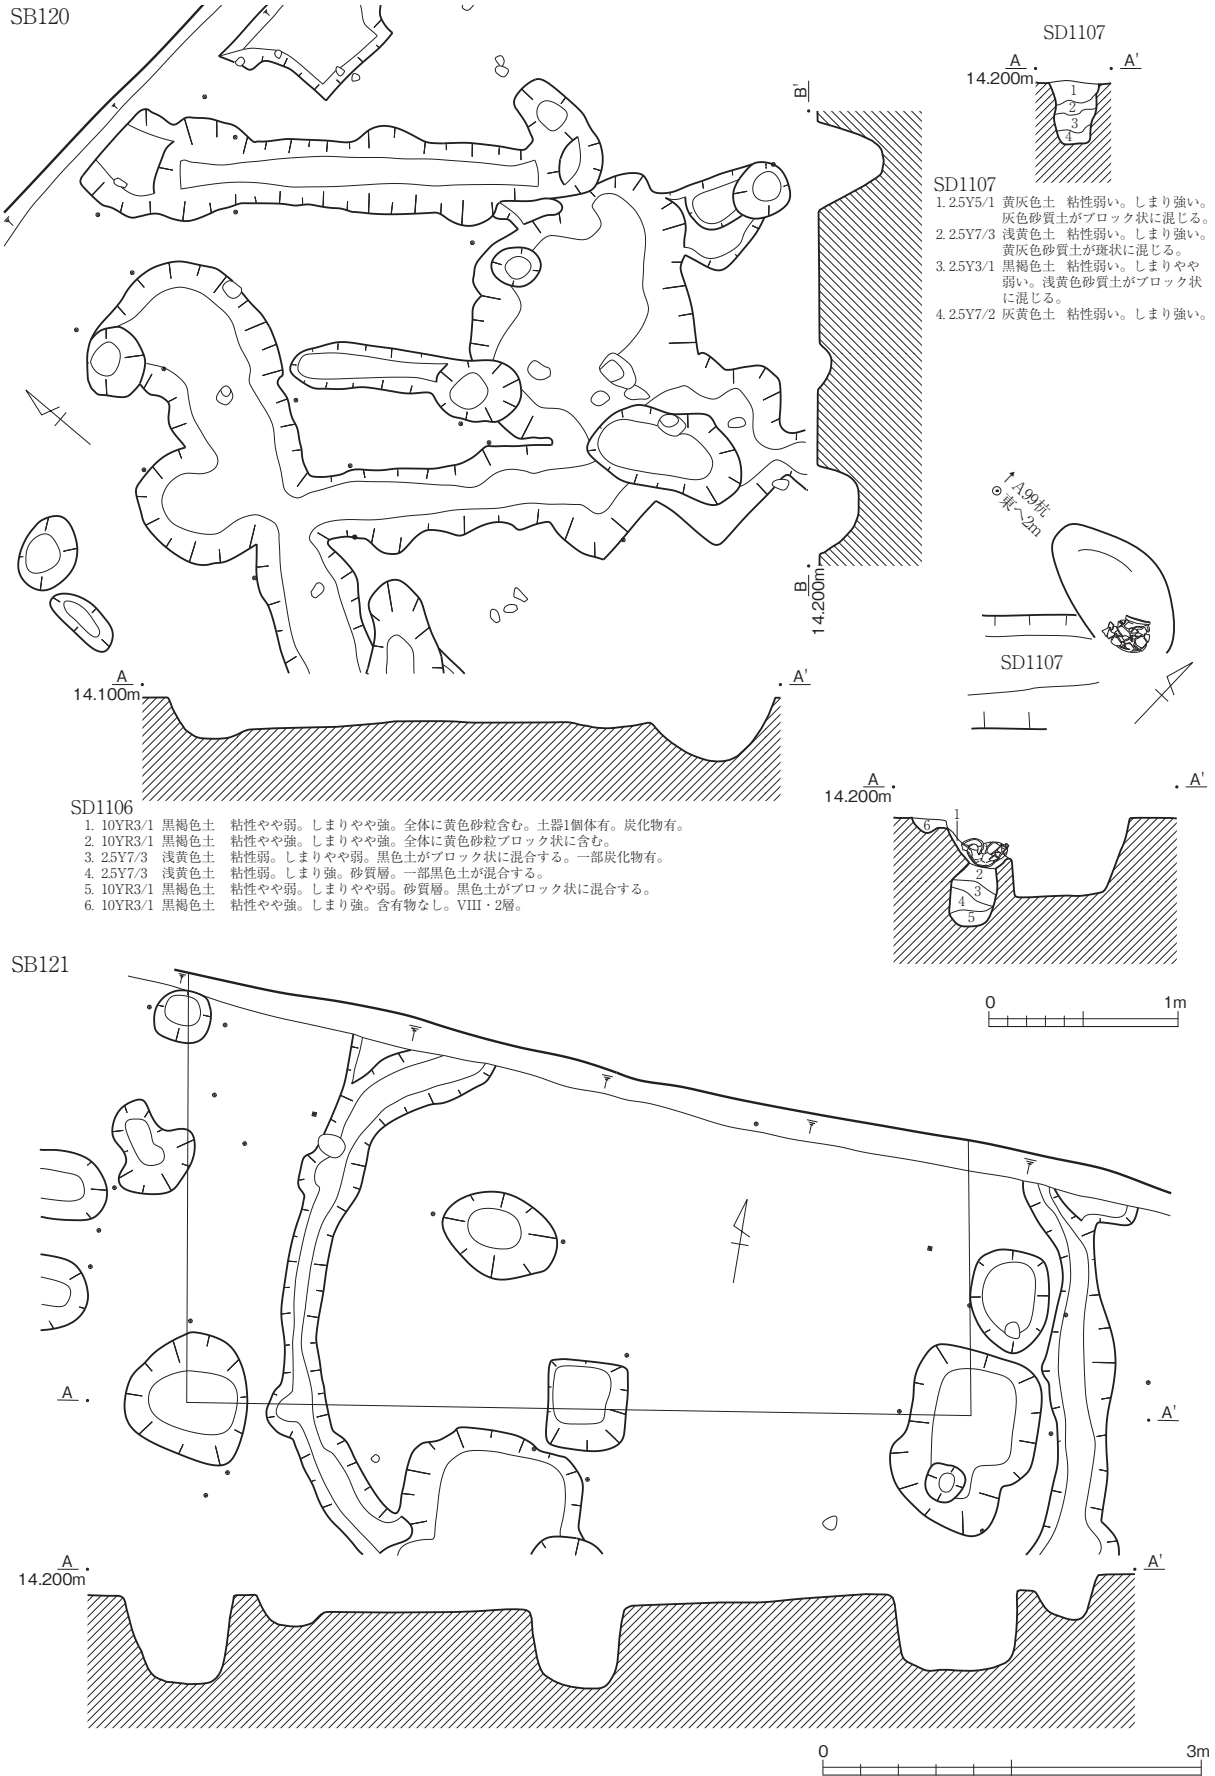 SB120
SD1107
A
A'
14.200m
1
2
3
4
B'
B
14.200m
SD1107
1. 2.5Y5/1 黄灰色土 粘性弱い。しまり強い。
灰色砂質土がブロック状に混じる。
2. 2.5Y7/3 浅黄色土 粘性弱い。しまり強い。
黄灰色砂質土が斑状に混じる。
3. 2.5Y3/1 黒褐色土 粘性弱い。しまりやや
弱い。浅黄色砂質土がブロック状
に混じる。
4. 2.5Y7/2 灰黄色土 粘性弱い。しまり強い。
A99杭
東へ2m
SD1107
A
A'
14.100m
A
A'
14.200m
1
6
2
3
4
5
SD1106
1. 10YR3/1 黒褐色土 粘性やや弱。しまりやや強。全体に黄色砂粒含む。土器1個体有。炭化物有。
2. 10YR3/1 黒褐色土 粘性やや強。しまりやや強。全体に黄色砂粒ブロック状に含む。
3. 2.5Y7/3 浅黄色土 粘性弱。しまりやや弱。黒色土がブロック状に混合する。一部炭化物有。
4. 2.5Y7/3 浅黄色土 粘性弱。しまり強。砂質層。一部黒色土が混合する。
5. 10YR3/1 黒褐色土 粘性やや弱。しまりやや弱。砂質層。黒色土がブロック状に混合する。
6. 10YR3/1 黒褐色土 粘性やや強。しまり強。含有物なし。VIII・2層。
0 1m
SB121
A
A'
A
A'
14.200m
0 3m